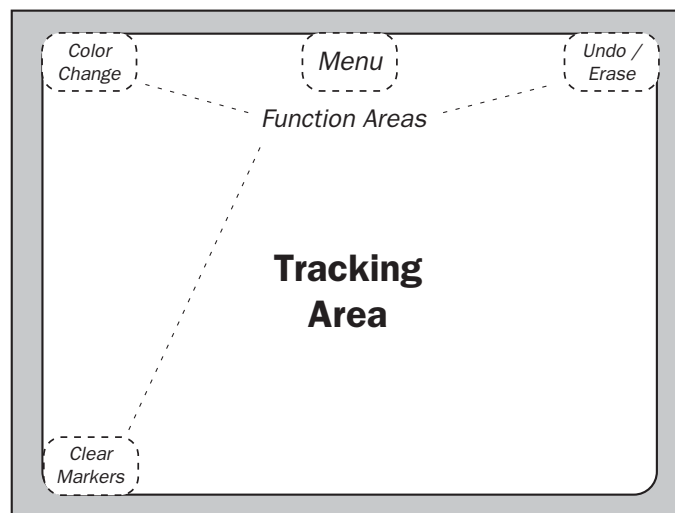 Color
Change
Menu
Undo /
Erase
Function Areas
Tracking
Area
Clear
Markers